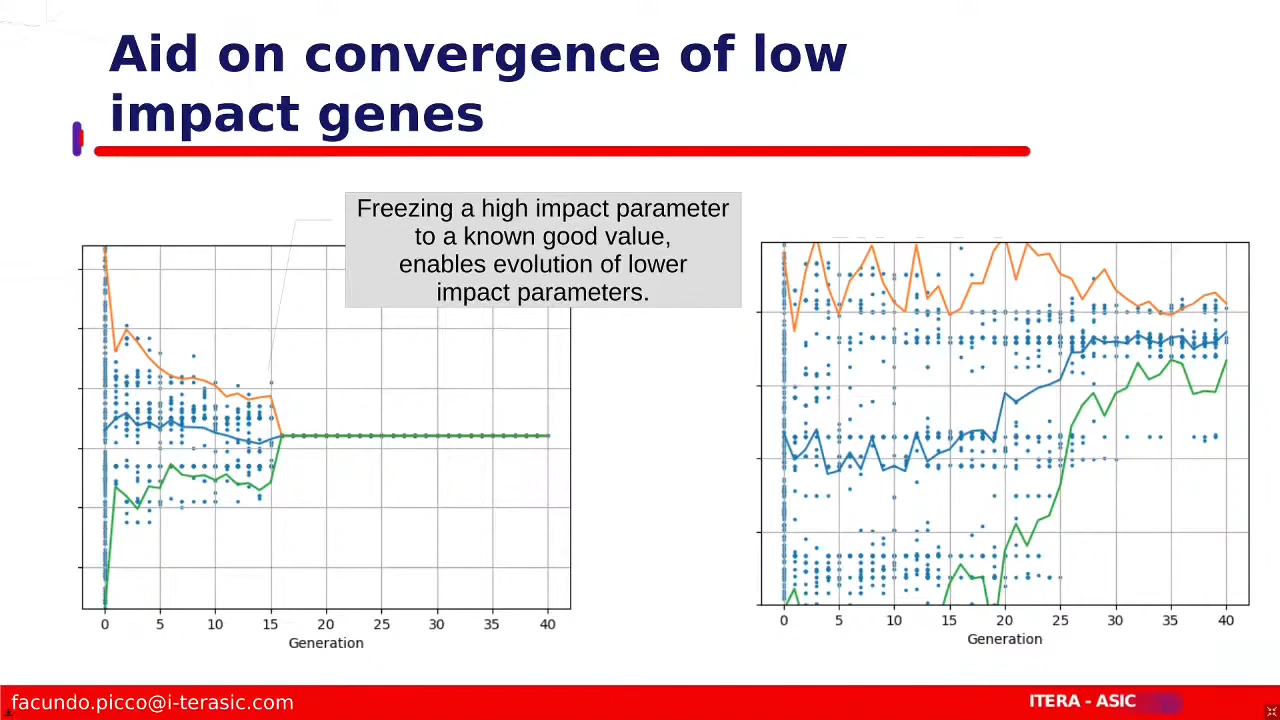 Aid on convergence of low
impact genes
Freezing a high impact parameter
to a known good value,
enables evolution of lower
impact parameters.
0 5 10 15 20 25 30 35 40
Generation
0 5 10 15 20 25 30 35 40
Generation
facundo.picco@i-terasic.com
ITERA - ASIC